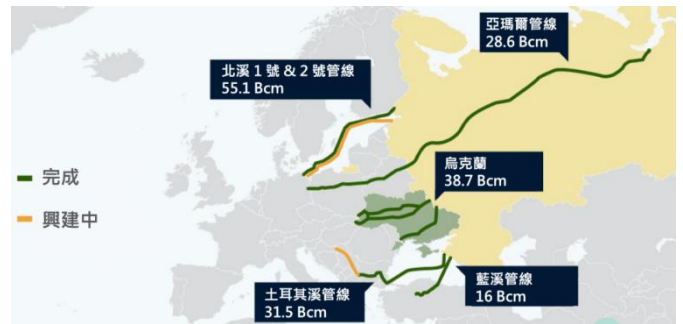 亞瑪爾管線
28.6 Bcm
北溪 1 號 & 2 號管線
55.1 Bcm
完成
興建中
烏克蘭
38.7 Bcm
土耳其溪管線
31.5 Bcm
藍溪管線
16 Bcm